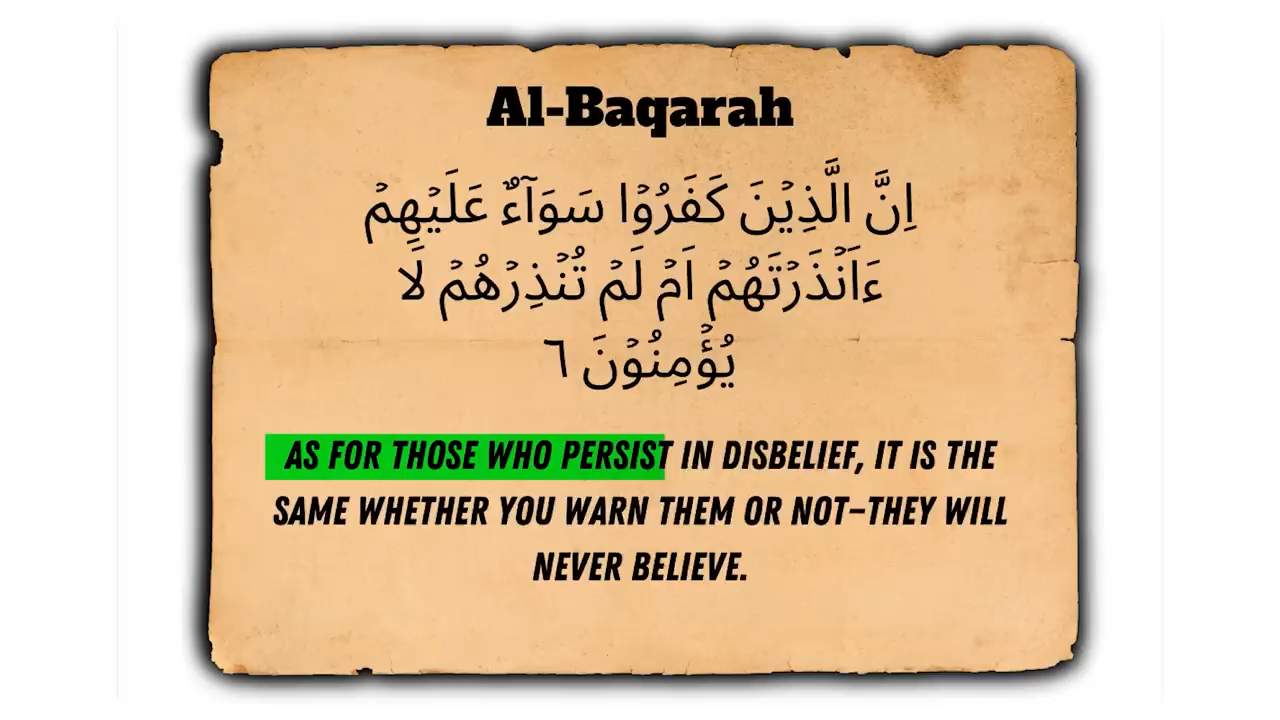 Al-Baqarah
اِنَّ الَّذِيۡنَ كَفَرُوۡا سَوَآءٌ عَلَيۡهِمۡ
ءَاَنۡذَرۡتَهُمۡ اَمۡ لَمۡ تُنۡذِرۡهُمۡ لَا
يُؤۡمِنُوۡنَ ٦
AS FOR THOSE WHO PERSIST IN DISBELIEF, IT IS THE
SAME WHETHER YOU WARN THEM OR NOT—THEY WILL
NEVER BELIEVE.